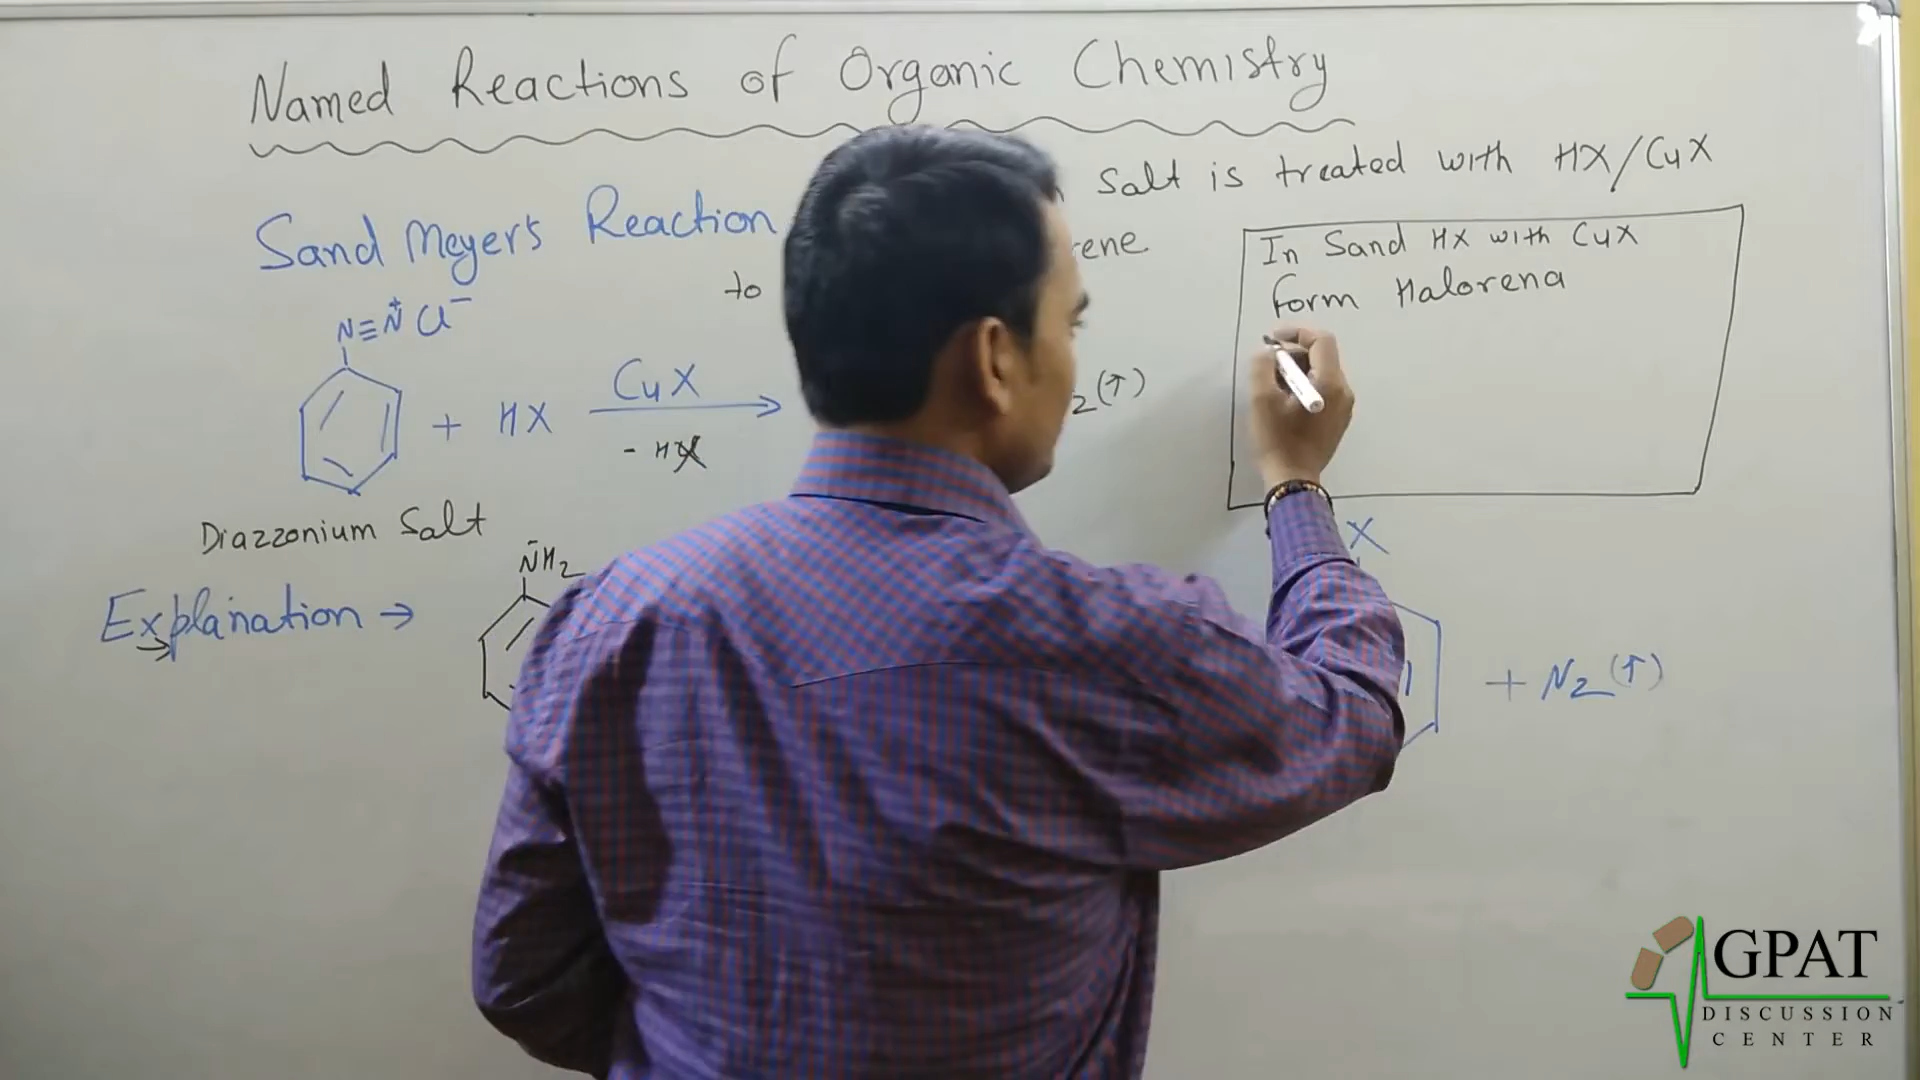 Named Reactions of Organic Chemistry
Salt is treated with HX/CuX
Sand Meyer's Reaction
to
rene
In Sand HX with CuX
form Halorena
N≡N⁺ Cl⁻
+ HX
CuX
- HX
2(↑)
Diazzonium Salt
N̄H2
X
Explaination →
+ N2(↑)
GPAT
DISCUSSION
CENTER